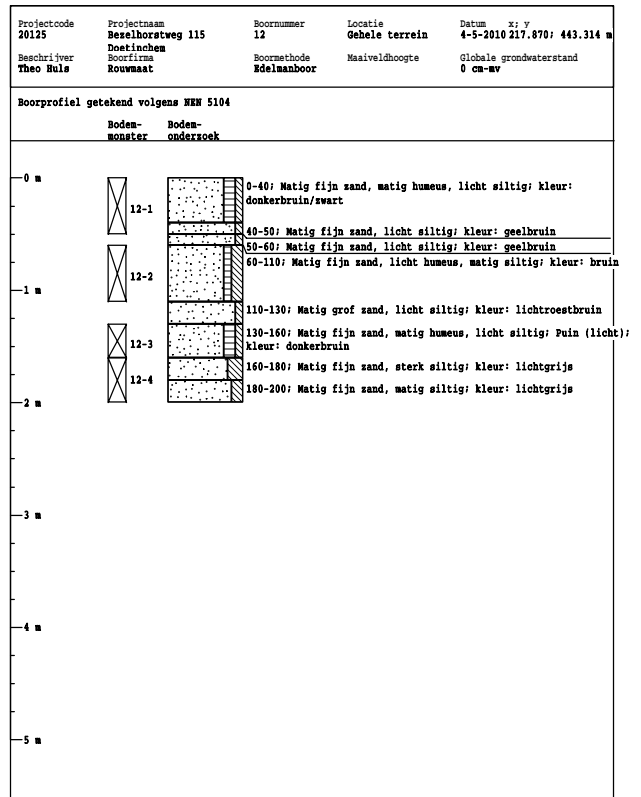 Projectcode Projectnaam Boornummer Locatie Datum x; y
20125 Bezelhorstweg 115 12 Gehele terrein 4-5-2010 217.870; 443.314 m
Doetinchem
Beschrijver Boorfirma Boormethode Maaiveldhoogte Globale grondwaterstand
Theo Huls Rouwmaat Edelmanboor 0 cm-mv
Boorprofiel getekend volgens NEN 5104
Bodem- Bodem-
monster onderzoek
0 m
0-40; Matig fijn zand, matig humeus, licht siltig; kleur:
donkerbruin/zwart
12-1
40-50; Matig fijn zand, licht siltig; kleur: geelbruin
50-60; Matig fijn zand, licht siltig; kleur: geelbruin
60-110; Matig fijn zand, licht humeus, matig siltig; kleur: bruin
12-2
1 m
110-130; Matig grof zand, licht siltig; kleur: lichtroestbruin
130-160; Matig fijn zand, matig humeus, licht siltig; Puin (licht);
12-3 kleur: donkerbruin
160-180; Matig fijn zand, sterk siltig; kleur: lichtgrijs
12-4
180-200; Matig fijn zand, matig siltig; kleur: lichtgrijs
2 m
3 m
4 m
5 m